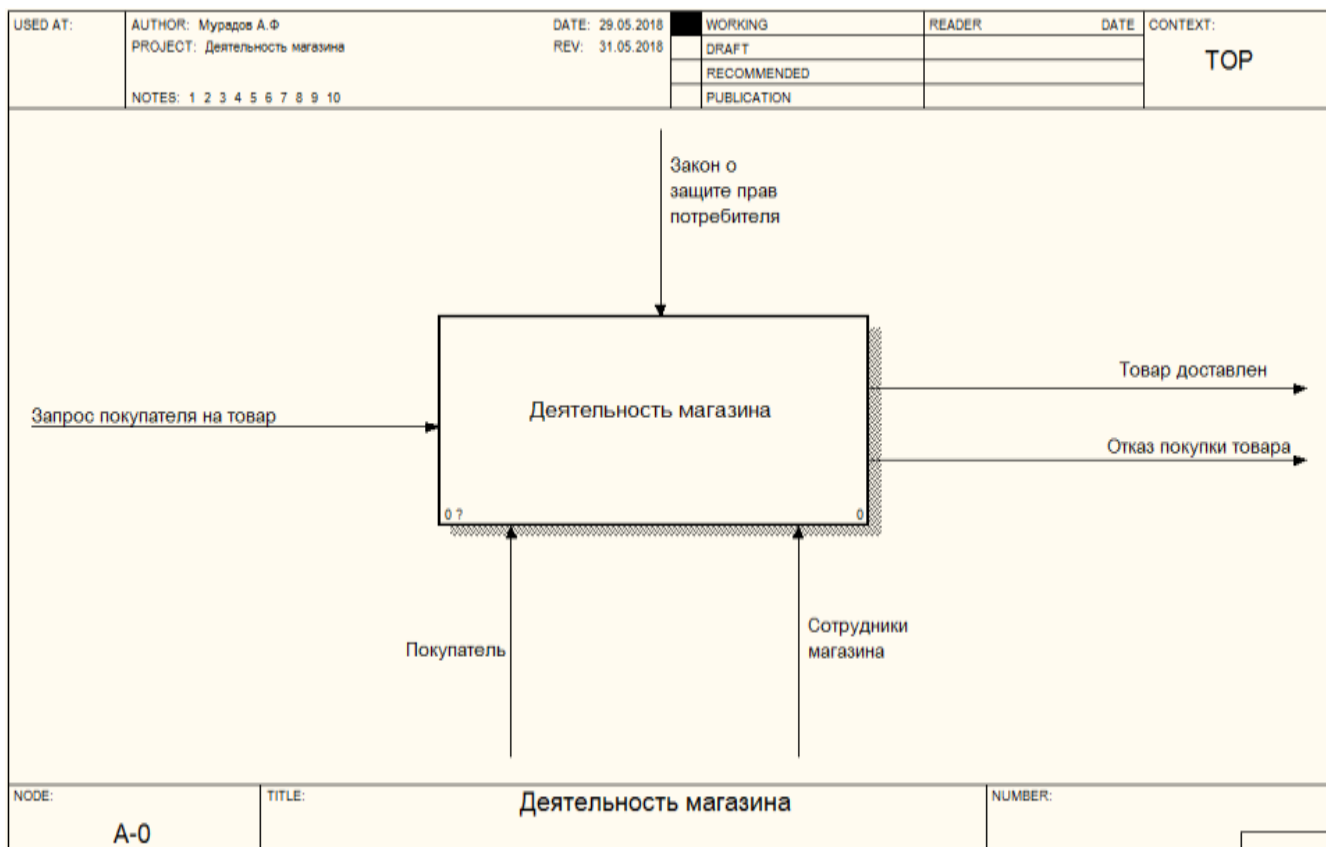 USED AT:
AUTHOR: Мурадов А.Ф
DATE: 29.05.2018
WORKING
READER
DATE
CONTEXT:
PROJECT: Деятельность магазина
REV: 31.05.2018
DRAFT
TOP
RECOMMENDED
NOTES: 1 2 3 4 5 6 7 8 9 10
PUBLICATION
Закон о
защите прав
потребителя
Товар доставлен
Запрос покупателя на товар
Деятельность магазина
Отказ покупки товара
0 ?
0
Покупатель
Сотрудники
магазина
NODE:
TITLE:
Деятельность магазина
NUMBER:
A-0